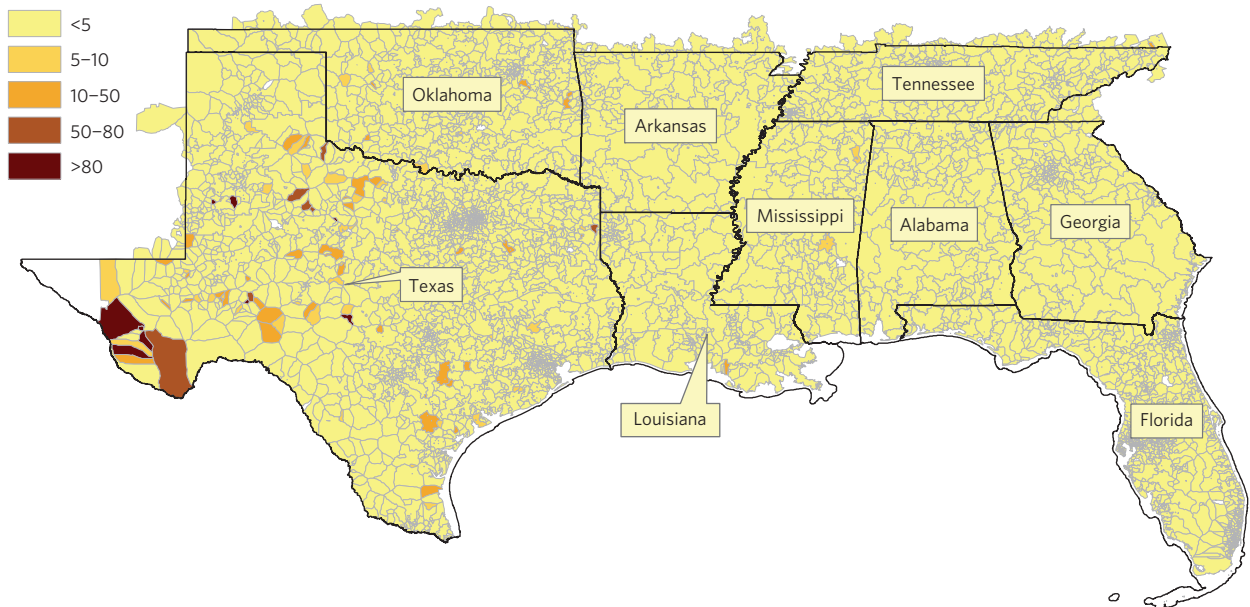 <5
5–10
10–50
50–80
>80
Oklahoma
Arkansas
Tennessee
Mississippi
Alabama
Georgia
Texas
Louisiana
Florida